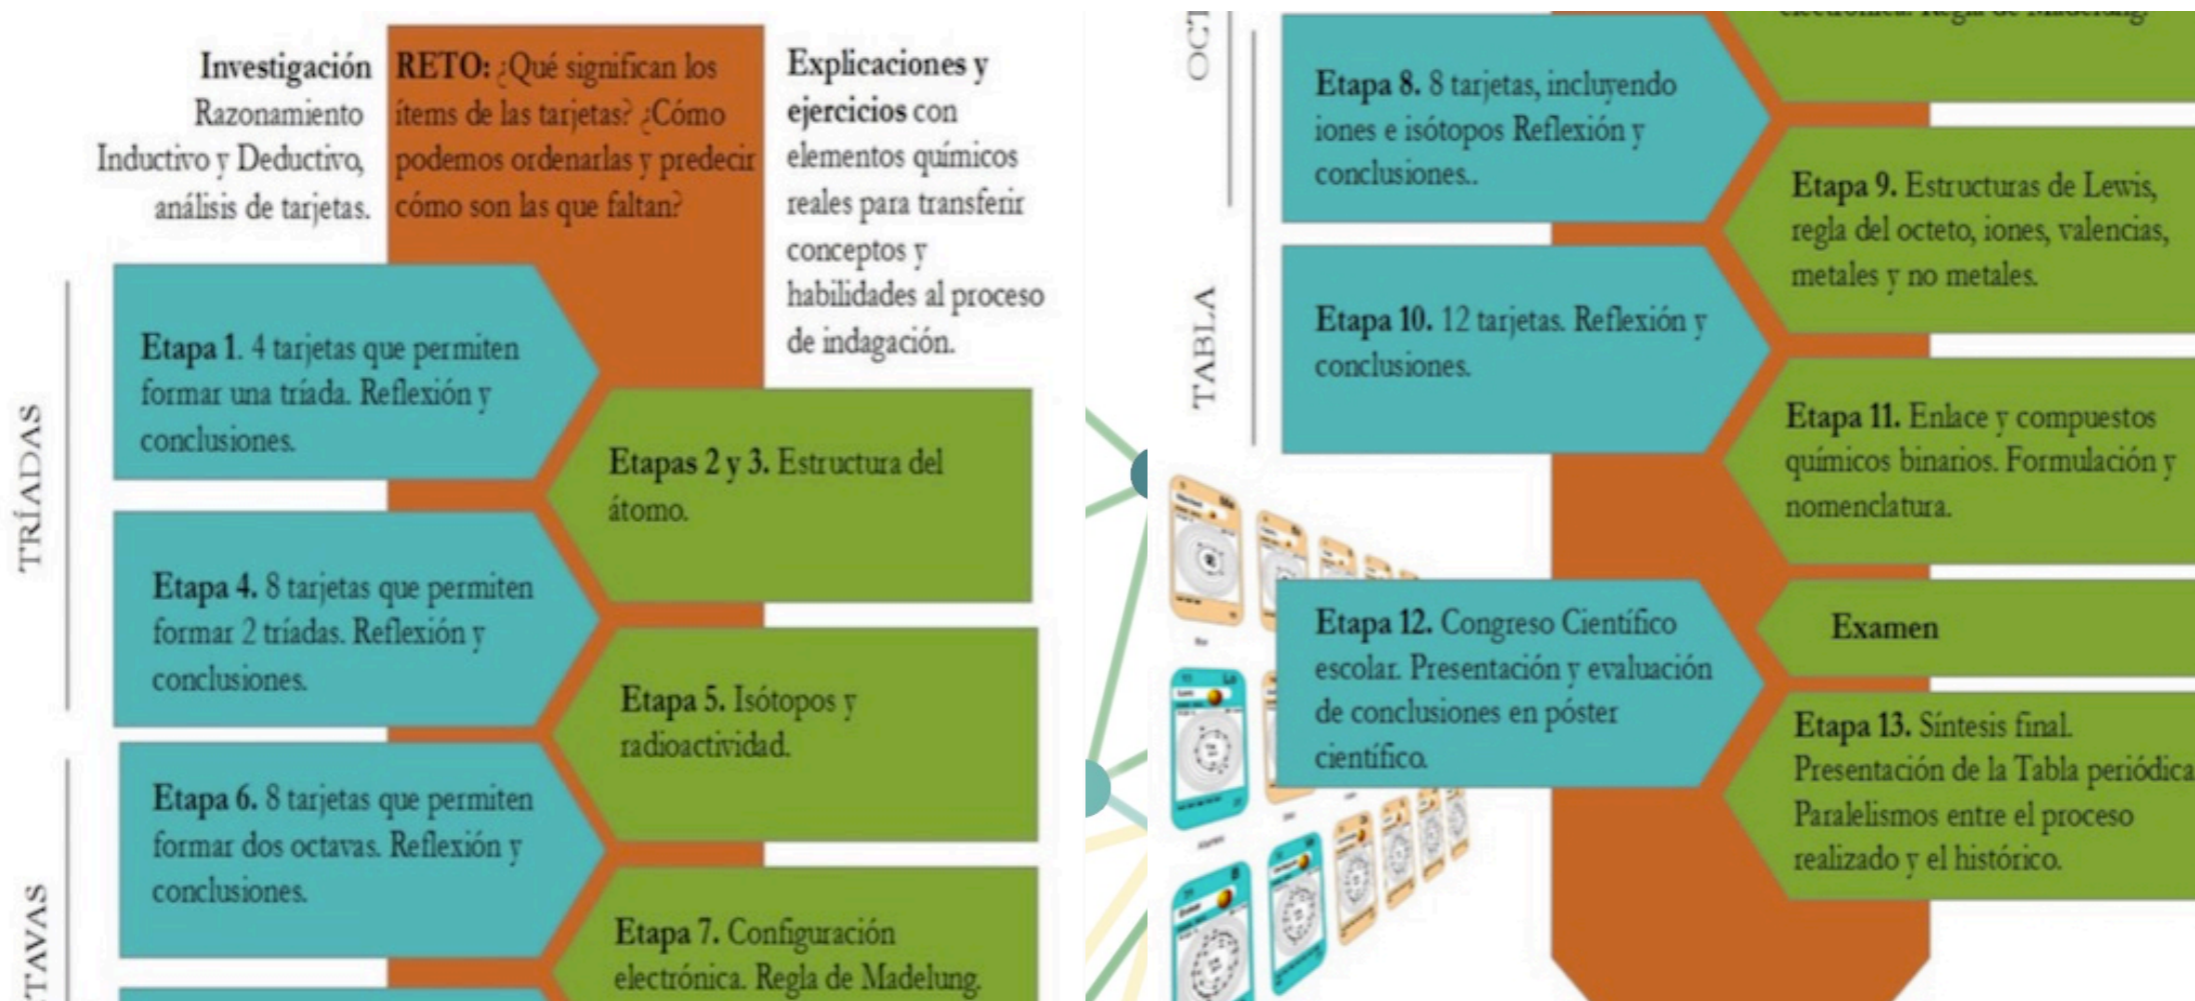 Investigación
Razonamiento
Inductivo y Deductivo,
análisis de tarjetas.
RETO: ¿Qué significan los
ítems de las tarjetas? ¿Cómo
podemos ordenarlas y predecir
cómo son las que faltan?
Explicaciones y
ejercicios con
elementos químicos
reales para transferir
conceptos y
habilidades al proceso
de indagación.
TRÍADAS
Etapa 1. 4 tarjetas que permiten
formar una tríada. Reflexión y
conclusiones.
Etapas 2 y 3. Estructura del
átomo.
Etapa 4. 8 tarjetas que permiten
formar 2 tríadas. Reflexión y
conclusiones.
Etapa 5. Isótopos y
radioactividad.
TAVAS
Etapa 6. 8 tarjetas que permiten
formar dos octavas. Reflexión y
conclusiones.
Etapa 7. Configuración
electrónica. Regla de Madelung.
OCT
electrónica. Regla de Madelung.
Etapa 8. 8 tarjetas, incluyendo
iones e isótopos Reflexión y
conclusiones..
Etapa 9. Estructuras de Lewis,
regla del octeto, iones, valencias,
metales y no metales.
TABLA
Etapa 10. 12 tarjetas. Reflexión y
conclusiones.
Etapa 11. Enlace y compuestos
químicos binarios. Formulación y
nomenclatura.
Etapa 12. Congreso Científico
escolar. Presentación y evaluación
de conclusiones en póster
científico.
Examen
Etapa 13. Síntesis final.
Presentación de la Tabla periódica
Paralelismos entre el proceso
realizado y el histórico.